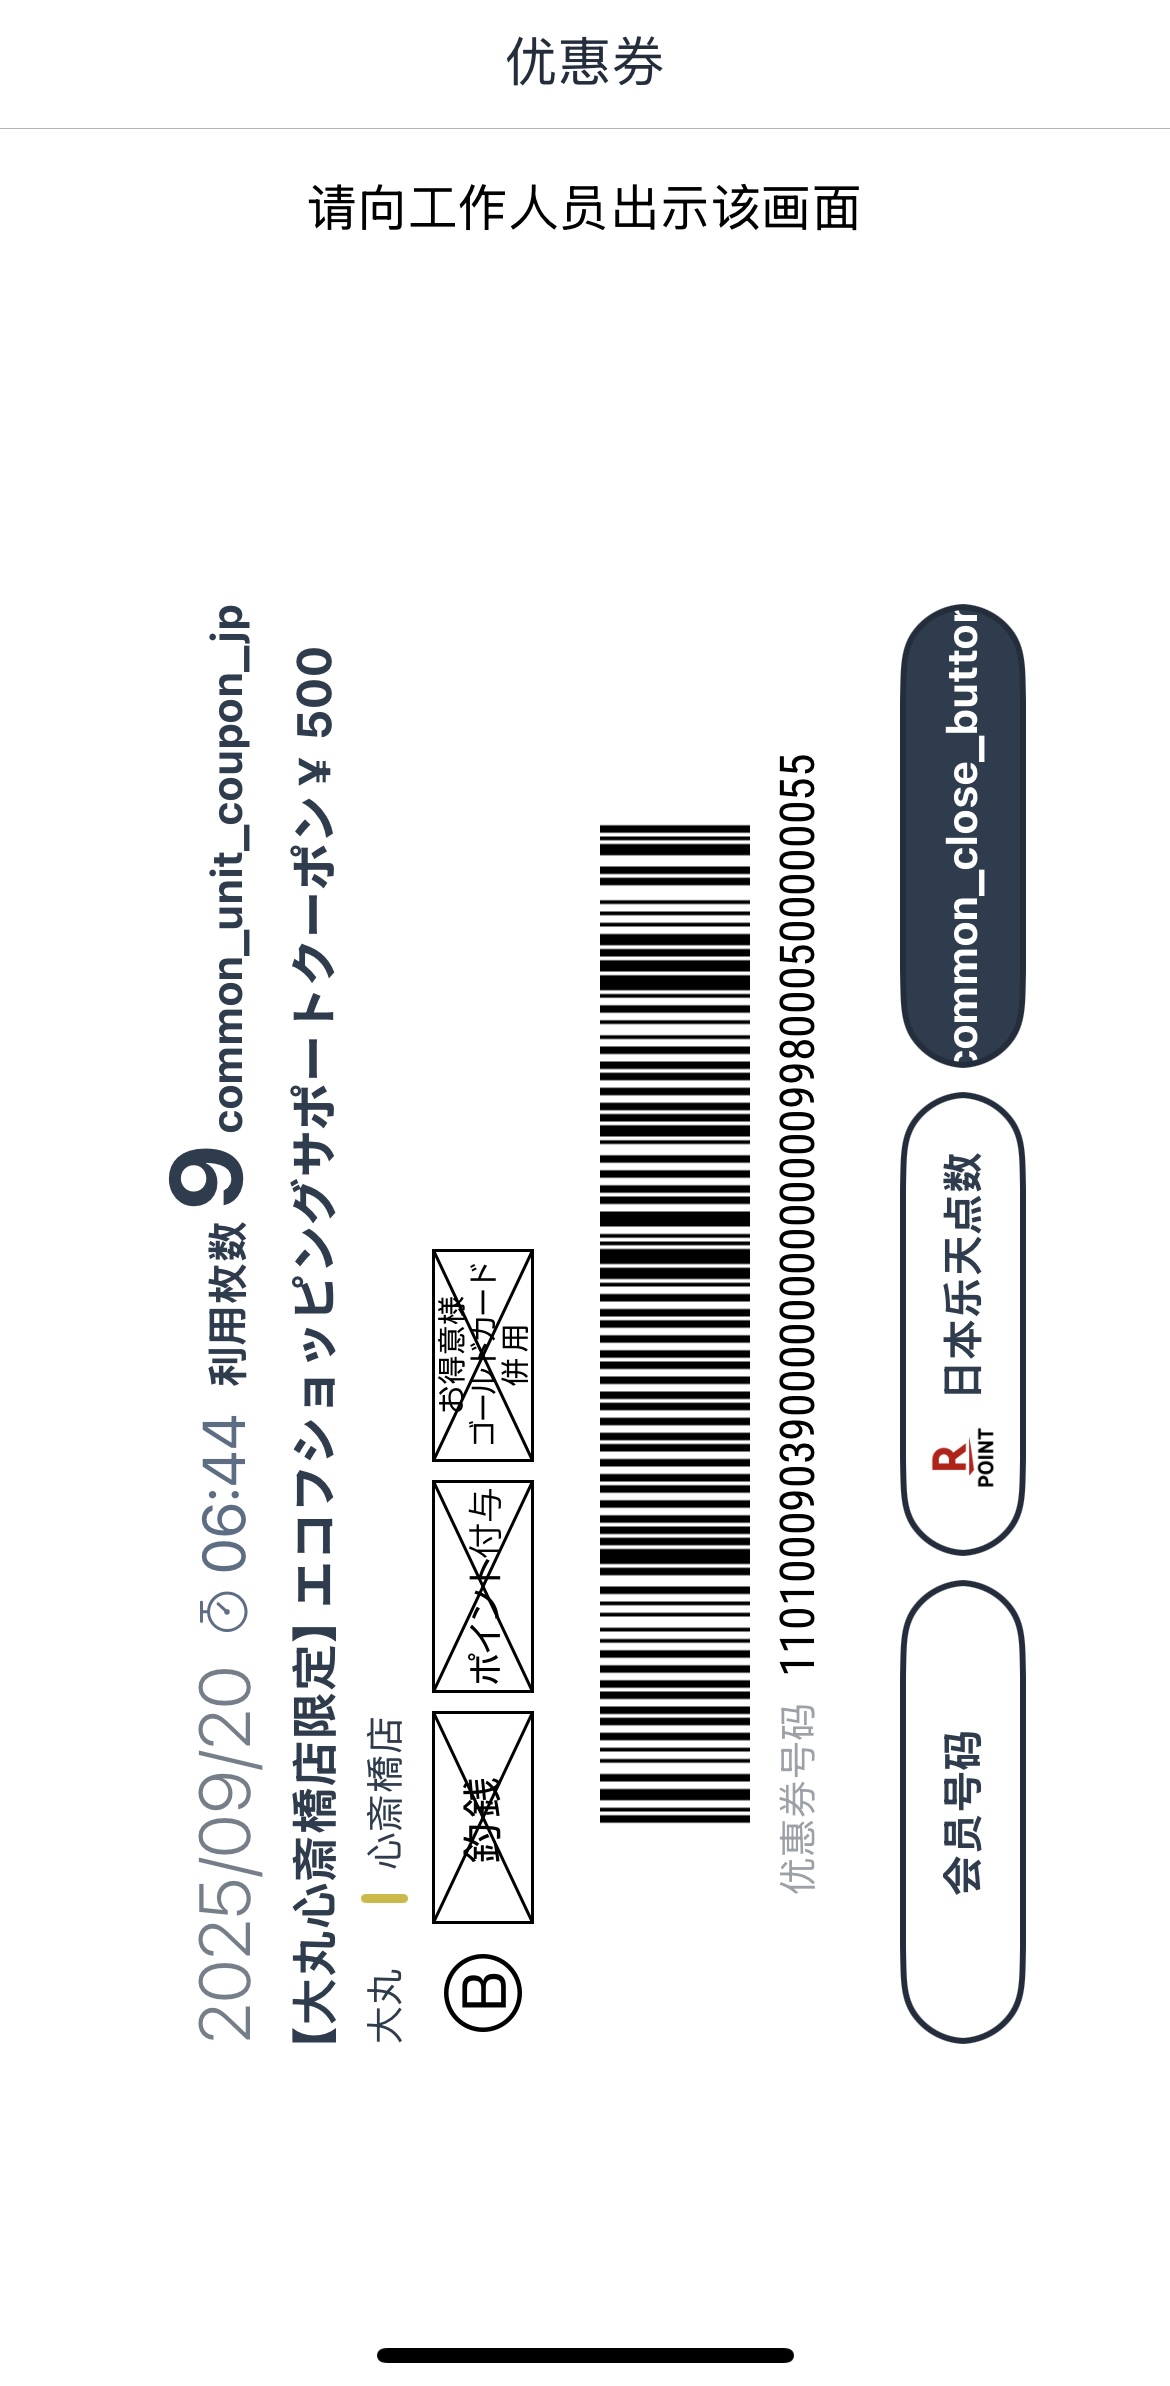 优惠券
请向工作人员出示该画面
2025/09/20 06:44 利用枚数 9 common_unit_coupon_jp
【大丸心斎橋店限定】エコフショッピングサポートクーポン ¥ 500
大丸 心斎橋店
B
釣銭
ポイント付与
お得意様
ゴールドカード
併用
优惠券号码 110100090390000000000998000500000055
会员号码
R
POINT
日本乐天点数
common_close_button